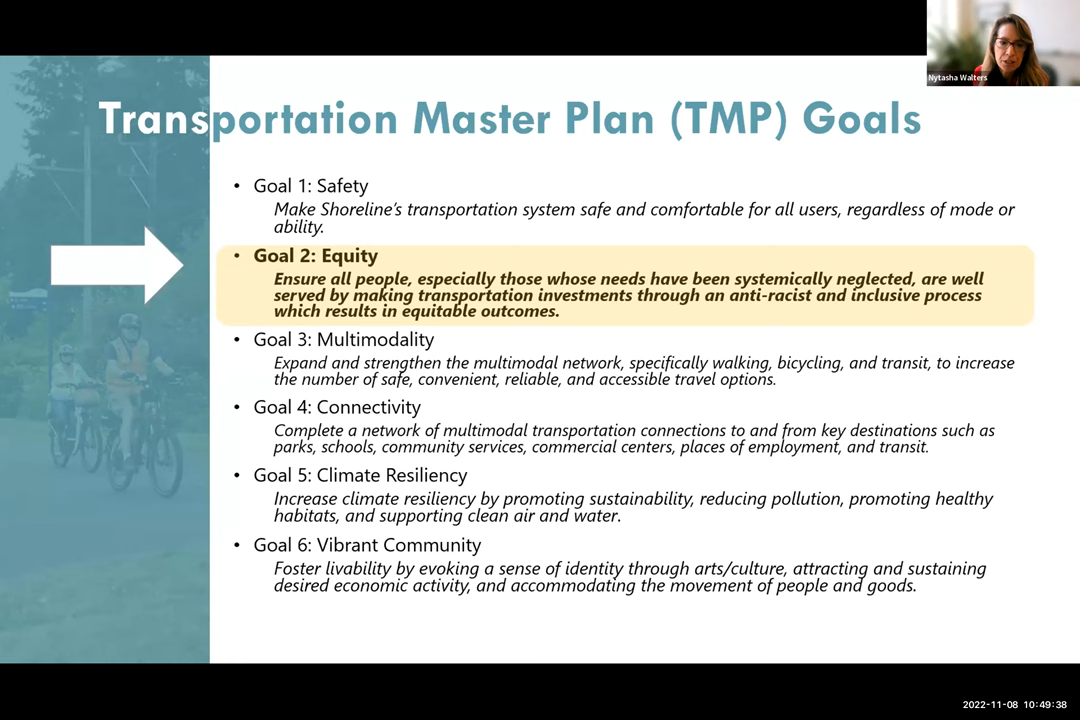 Nytasha Walters
Transportation Master Plan (TMP) Goals
• Goal 1: Safety
Make Shoreline's transportation system safe and comfortable for all users, regardless of mode or
ability.
• Goal 2: Equity
Ensure all people, especially those whose needs have been systemically neglected, are well
served by making transportation investments through an anti-racist and inclusive process
which results in equitable outcomes.
• Goal 3: Multimodality
Expand and strengthen the multimodal network, specifically walking, bicycling, and transit, to increase
the number of safe, convenient, reliable, and accessible travel options.
• Goal 4: Connectivity
Complete a network of multimodal transportation connections to and from key destinations such as
parks, schools, community services, commercial centers, places of employment, and transit.
• Goal 5: Climate Resiliency
Increase climate resiliency by promoting sustainability, reducing pollution, promoting healthy
habitats, and supporting clean air and water.
• Goal 6: Vibrant Community
Foster livability by evoking a sense of identity through arts/culture, attracting and sustaining
desired economic activity, and accommodating the movement of people and goods.
2022-11-08 10:49:38